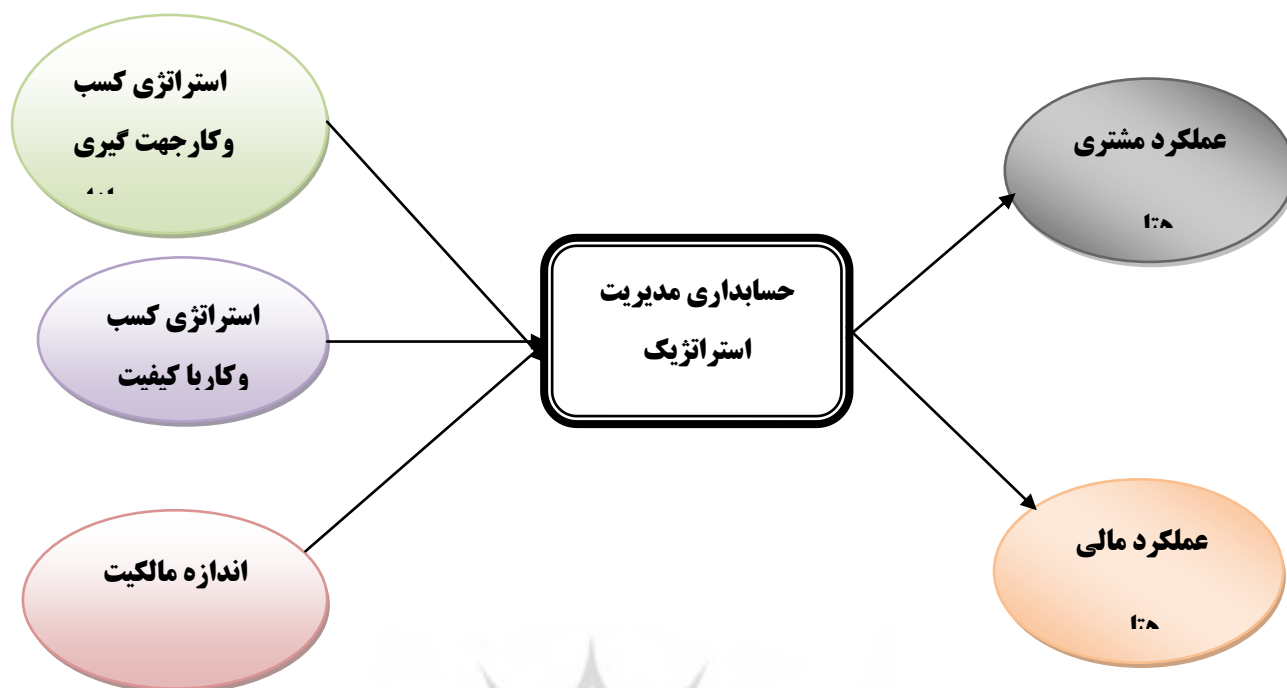 استراتژی کسب
وکارجهت گیری
عملکرد مشتری
حسابداری مدیریت
استراتژیک
استراتژی کسب
وکاربا کیفیت
اندازه مالکیت
عملکرد مالی